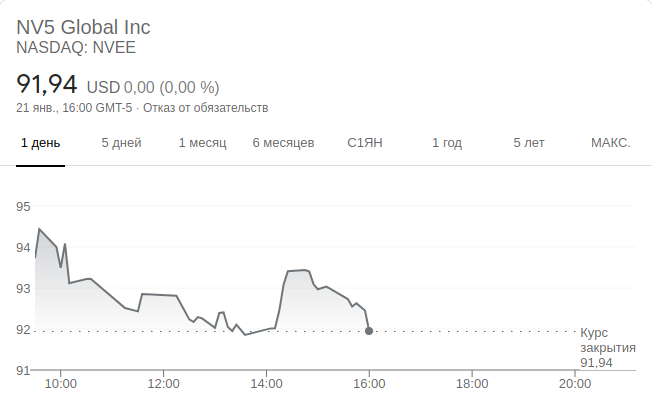 NV5 Global Inc
NASDAQ: NVEE
91,94 USD 0,00 (0,00 %)
21 янв., 16:00 GMT-5 · Отказ от обязательств
1 день 5 дней 1 месяц 6 месяцев С1ЯН 1 год 5 лет МАКС.
95
94
93
92
91
Курс
закрытия
91,94
10:00 12:00 14:00 16:00 18:00 20:00